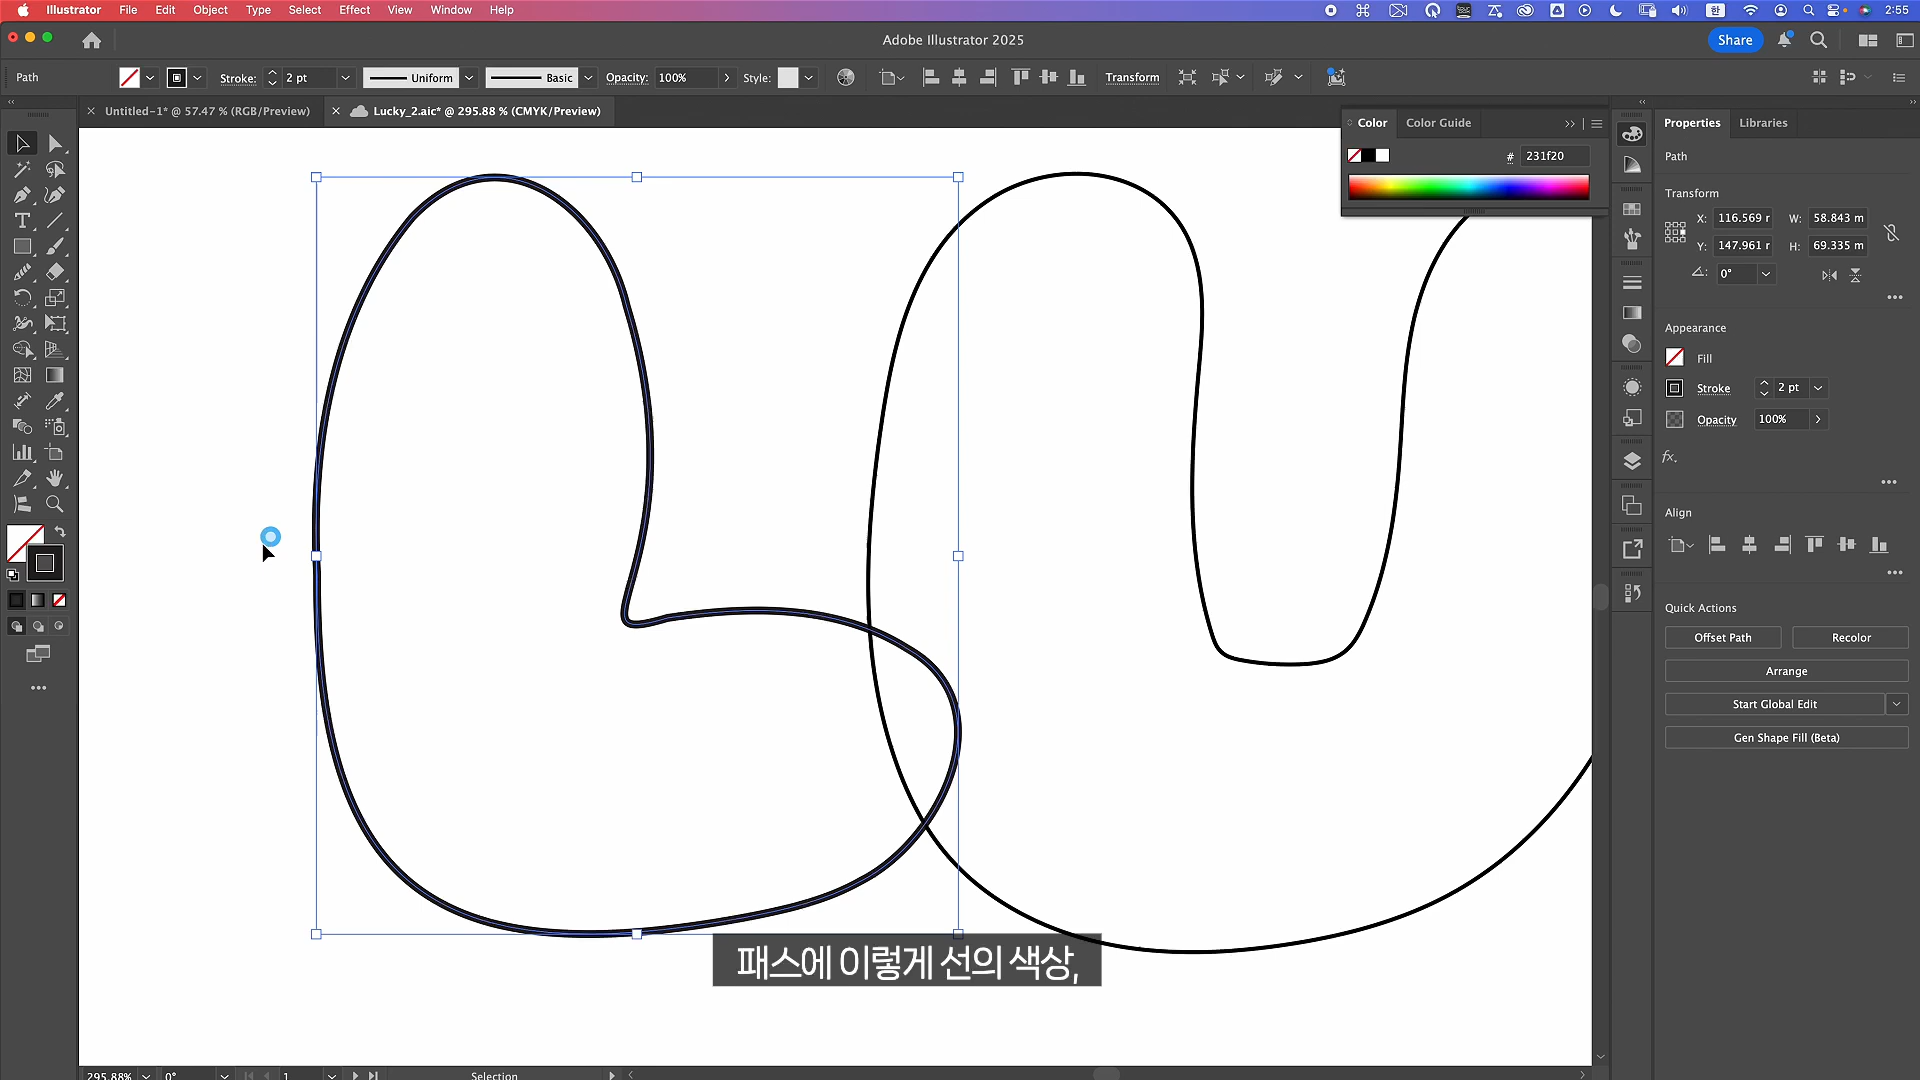 Illustrator File Edit Object Type Select Effect View Window Help
한 2:55
Adobe Illustrator 2025
Share
Path Stroke: 2 pt Uniform Basic Opacity: 100% Style: Transform
Untitled-1* @ 57.47 % (RGB/Preview) Lucky_2.aic* @ 295.88 % (CMYK/Preview)
Color Color Guide
# 231f20
Properties Libraries
Path
Transform
X: 116.569 r W: 58.843 m
Y: 147.961 r H: 69.335 m
0°
Appearance
Fill
Stroke 2 pt
Opacity 100%
fx.
Align
Quick Actions
Offset Path Recolor
Arrange
Start Global Edit
Gen Shape Fill (Beta)
패스에 이렇게 선의 색상,
295.88% 0° 1 Selection